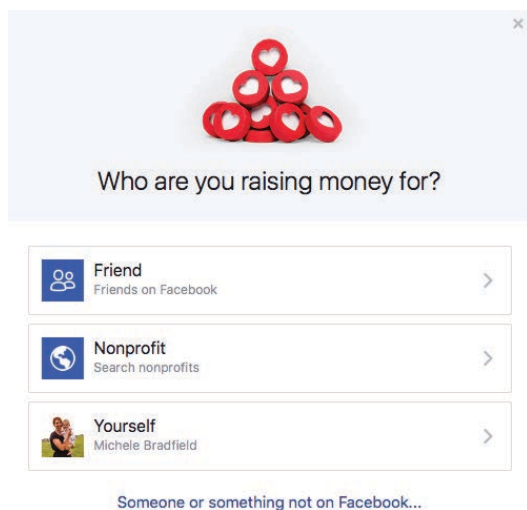 Who are you raising money for?
Friend
Friends on Facebook
Nonprofit
Search nonprofits
Yourself
Michele Bradfield
Someone or something not on Facebook...